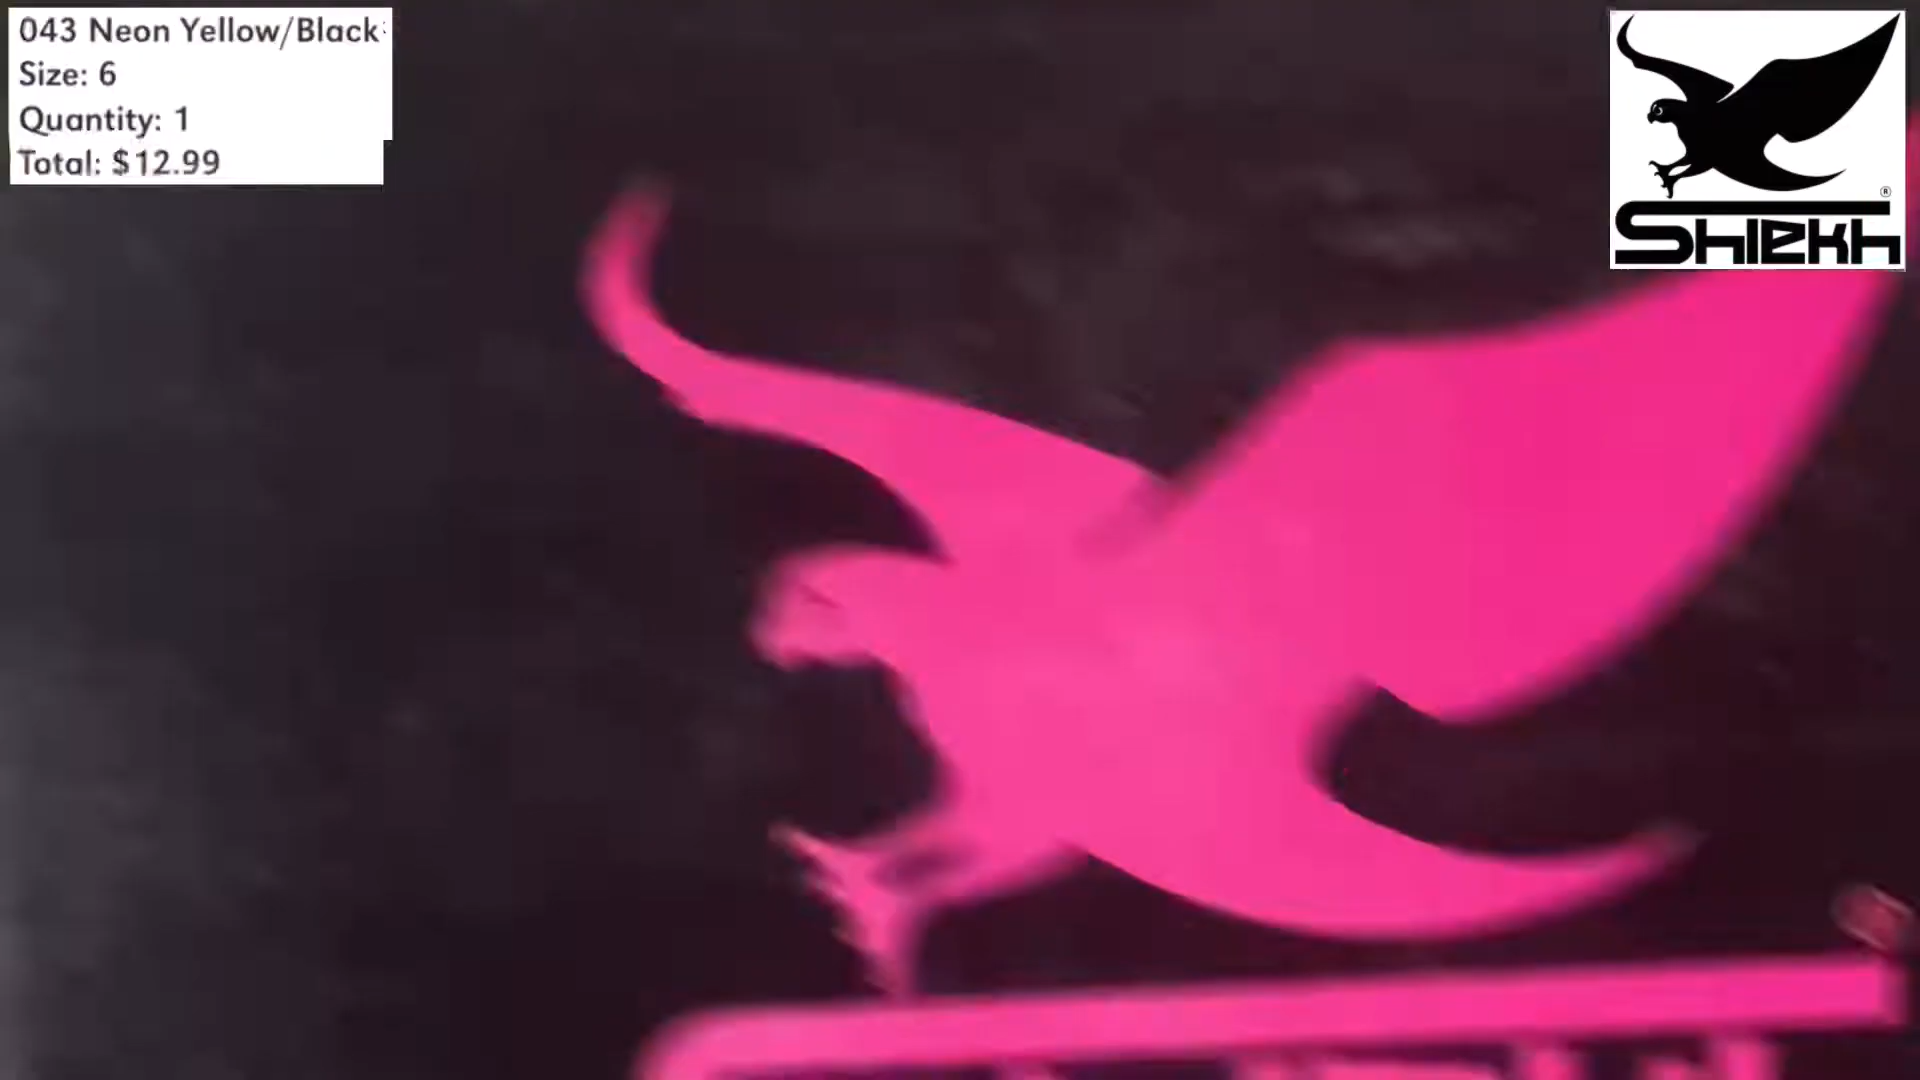 043 Neon Yellow/Black
Size: 6
Quantity: 1
Total: $12.99
SHIEKH
®